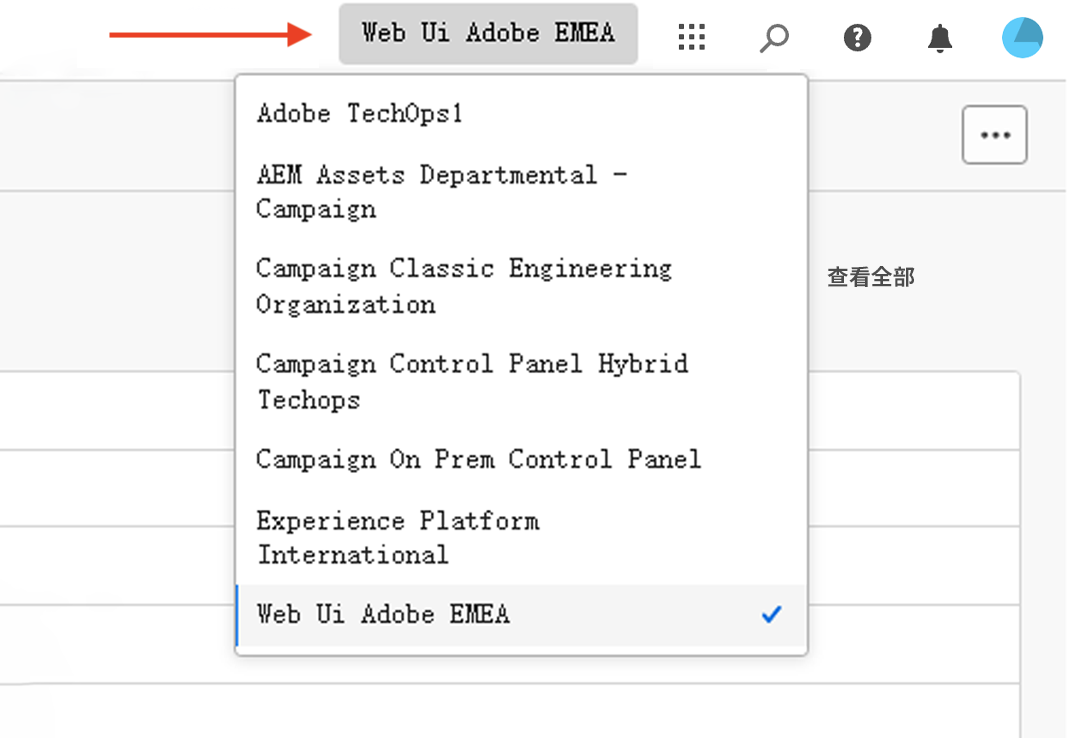 Web Ui Adobe EMEA
Adobe TechOps1
AEM Assets Departmental -
Campaign
Campaign Classic Engineering
Organization
查看全部
Campaign Control Panel Hybrid
Techops
Campaign On Prem Control Panel
Experience Platform
International
Web Ui Adobe EMEA